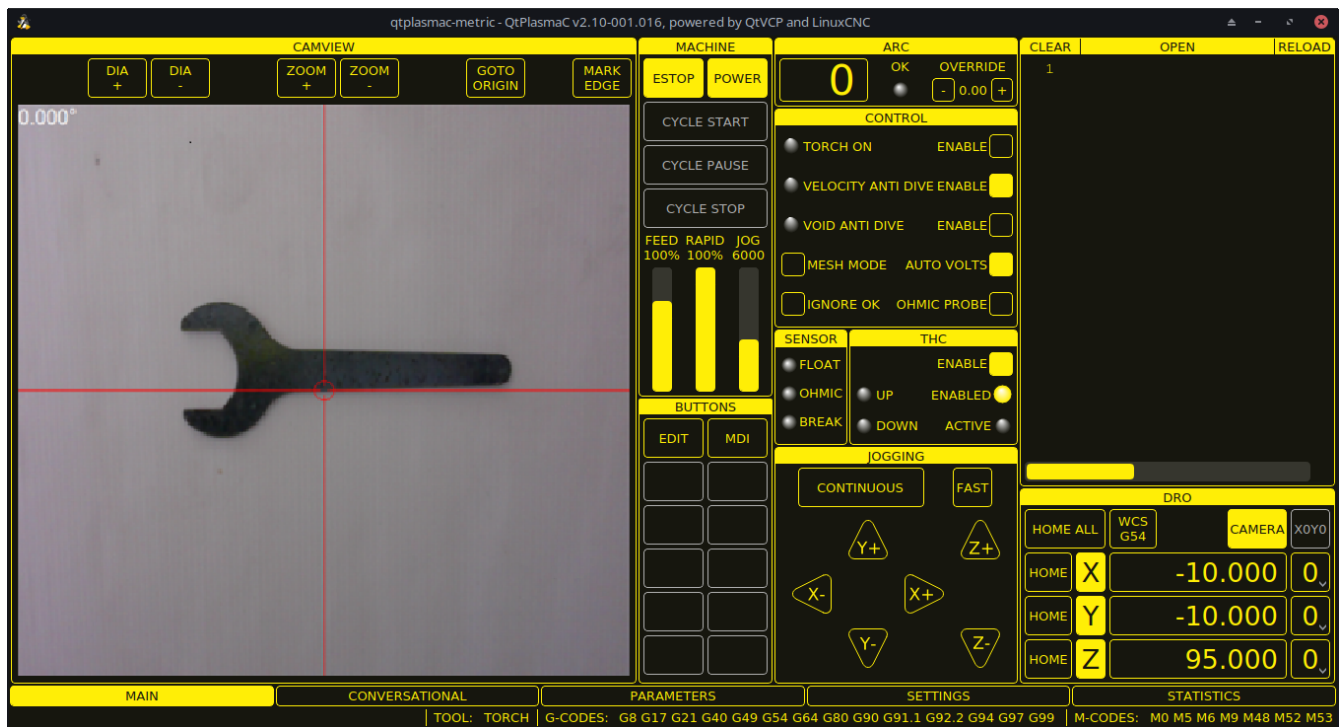 qtplasmac-metric - QtPlasmaC v2.10-001.016, powered by QtVCP and LinuxCNC
CAMVIEW
DIA +
DIA -
ZOOM +
ZOOM -
GOTO ORIGIN
MARK EDGE
0.000°
MACHINE
ESTOP POWER
CYCLE START
CYCLE PAUSE
CYCLE STOP
FEED RAPID JOG
100% 100% 6000
BUTTONS
EDIT MDI
ARC
0
OK
OVERRIDE
- 0.00 +
CONTROL
TORCH ON ENABLE
VELOCITY ANTI DIVE ENABLE
VOID ANTI DIVE ENABLE
MESH MODE AUTO VOLTS
IGNORE OK OHMIC PROBE
SENSOR
FLOAT
OHMIC
BREAK
THC
ENABLE
UP ENABLED
DOWN ACTIVE
JOGGING
CONTINUOUS FAST
Y+ Z+
X- X+
Y- Z-
CLEAR OPEN RELOAD
1
DRO
HOME ALL WCS G54 CAMERA X0Y0
HOME X -10.000 0
HOME Y -10.000 0
HOME Z 95.000 0
MAIN CONVERSATIONAL PARAMETERS SETTINGS STATISTICS
TOOL: TORCH G-CODES: G8 G17 G21 G40 G49 G54 G64 G80 G90 G91.1 G92.2 G94 G97 G99 M-CODES: M0 M5 M6 M9 M48 M52 M53